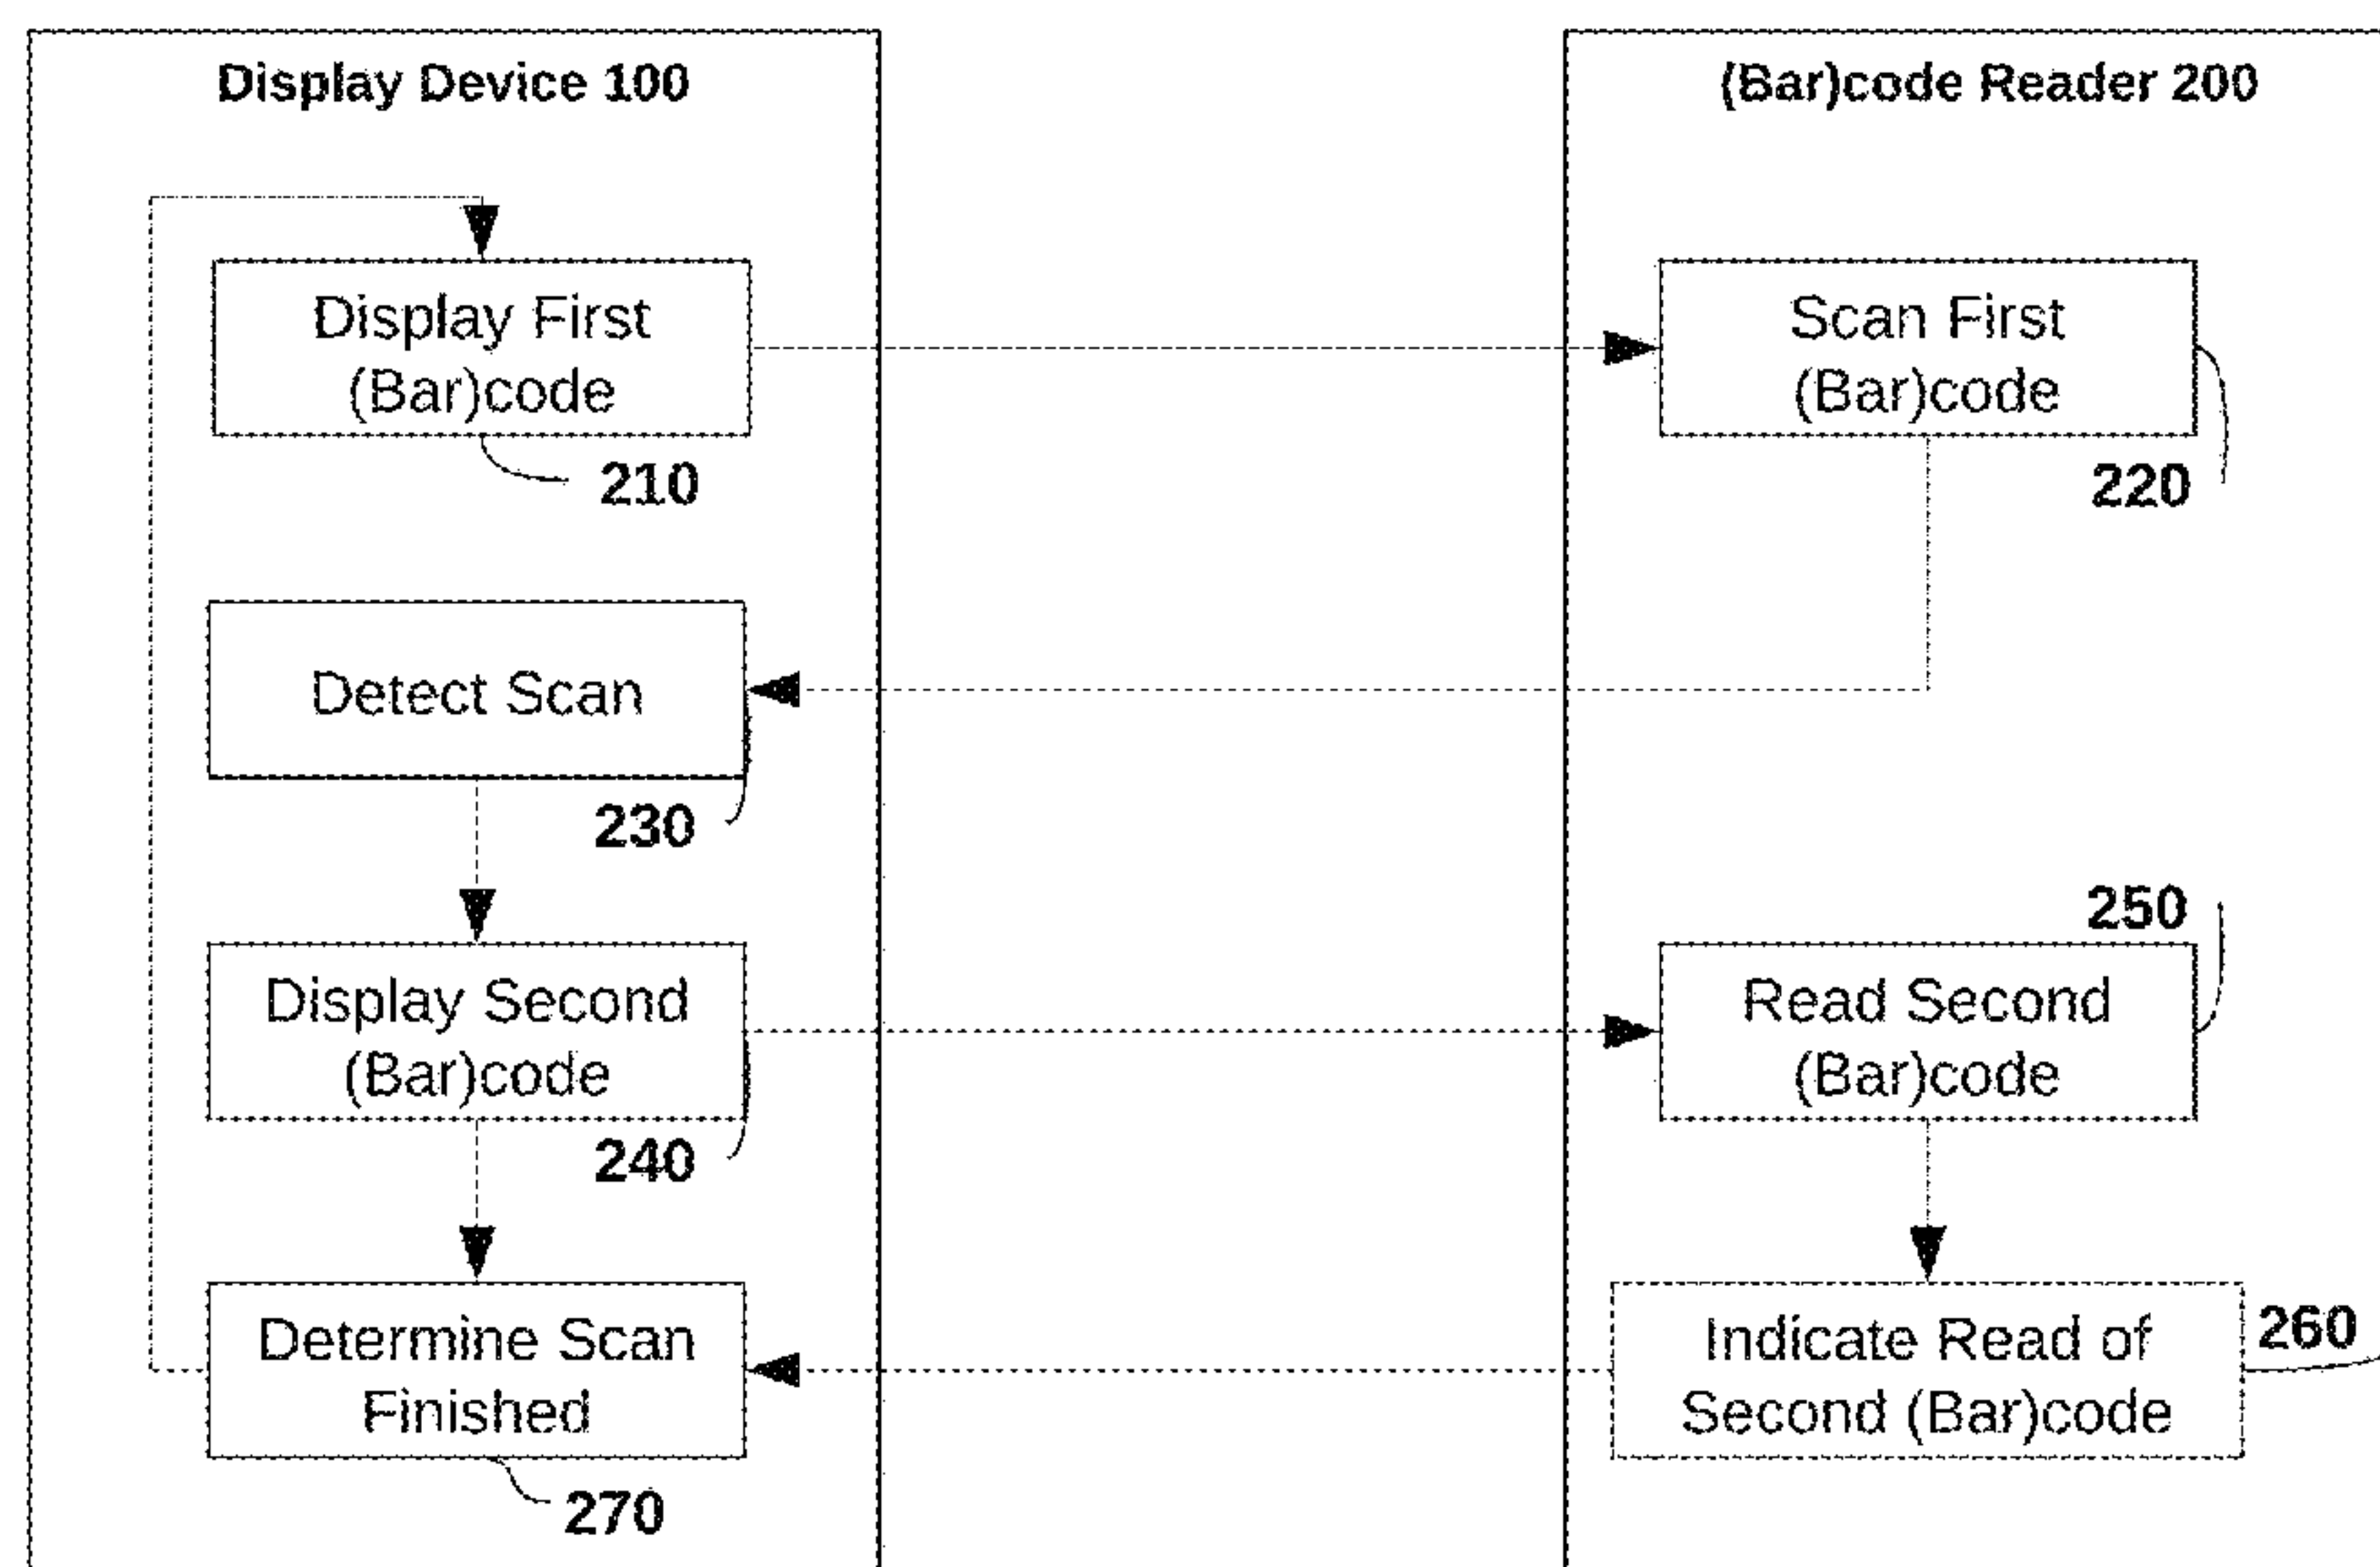 Display Device 100
(Bar)code Reader 200
Display First
(Bar)code
210
Scan First
(Bar)code
220
Detect Scan
230
Display Second
(Bar)code
240
250
Read Second
(Bar)code
Determine Scan
Finished
270
Indicate Read of
Second (Bar)code
260